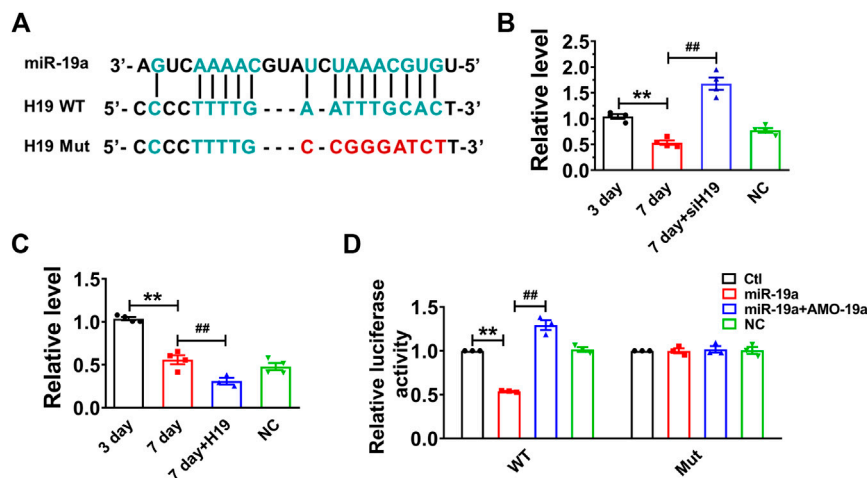 A
miR-19a 3'- AGUCAAAACGUAUCUAAACGUGU-5'
H19 WT 5'- CCCCTTTTG - - - A - ATTTGCACT-3'
H19 Mut 5'- CCCCTTTTG - - - C - CGGGATCTT-3'
B
Relative level
2.5
2.0
1.5
1.0
0.5
0.0
**
##
3 day
7 day
7 day+siH19
NC
C
Relative level
1.5
1.0
0.5
0.0
**
##
3 day
7 day
7 day+H19
NC
D
Relative luciferase
activity
1.5
1.0
0.5
0.0
**
##
WT
Mut
Ctl
miR-19a
miR-19a+AMO-19a
NC